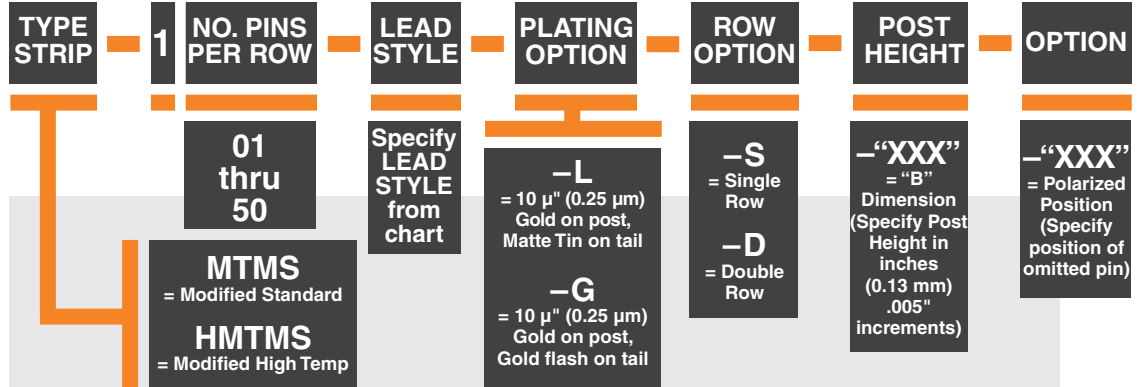 TYPE
STRIP
1
NO. PINS
PER ROW
LEAD
STYLE
PLATING
OPTION
ROW
OPTION
POST
HEIGHT
OPTION
01
thru
50
Specify
LEAD
STYLE
from
chart
–L
= 10 µ" (0.25 µm)
Gold on post,
Matte Tin on tail
–G
= 10 µ" (0.25 µm)
Gold on post,
Gold flash on tail
–S
= Single
Row
–D
= Double
Row
–“XXX”
= “B”
Dimension
(Specify Post
Height in
inches
(0.13 mm)
.005"
increments)
–“XXX”
= Polarized
Position
(Specify
position of
omitted pin)
MTMS
= Modified Standard
HMTMS
= Modified High Temp